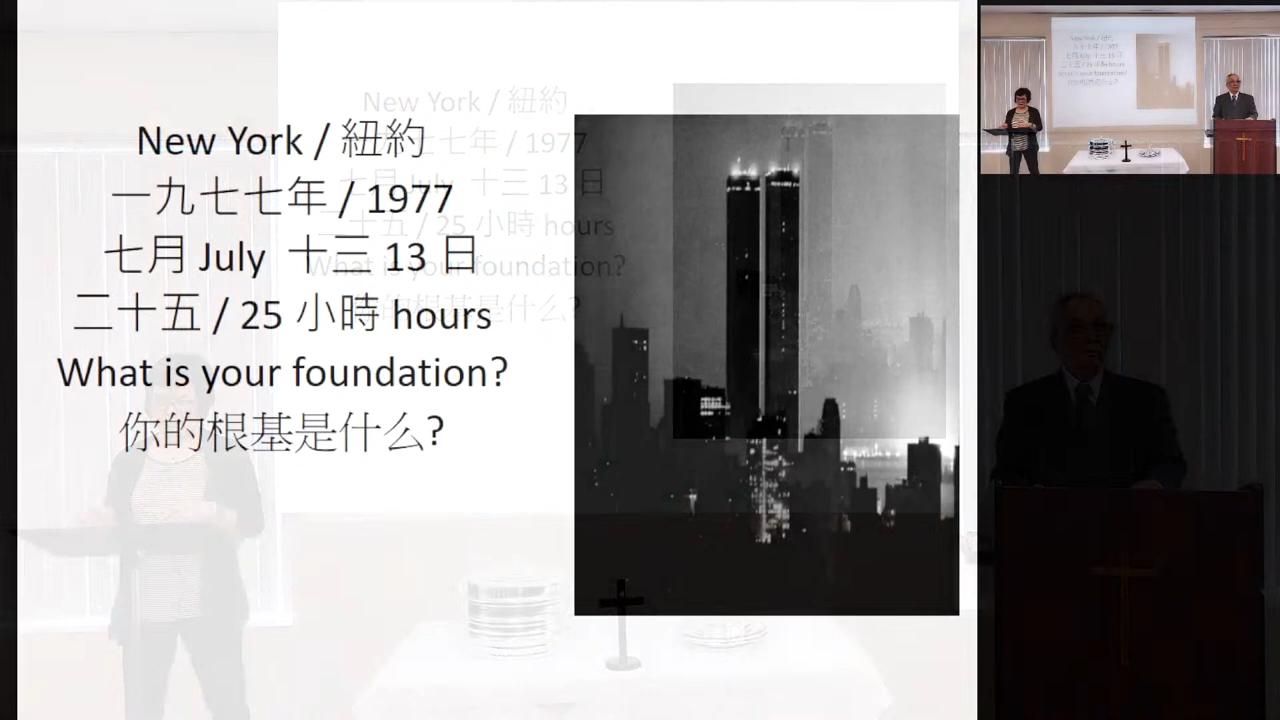 New York / 紐約
一九七七年 / 1977
七月 July 十三 13 日
二十五 / 25 小時 hours
What is your foundation?
你的根基是什么?